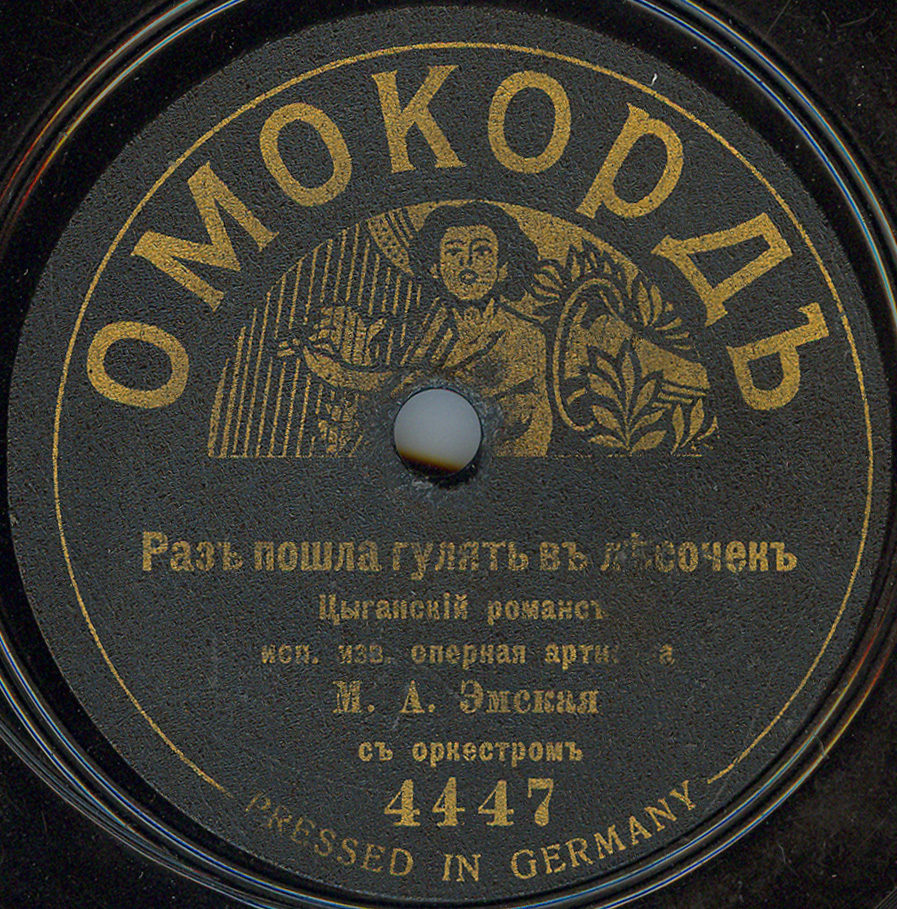 ОМОКОРДЪ
Разъ пошла гулять въ лѣсочекъ
Цыганскій романсъ
исп. изв. оперная
М. А. Эмская
съ оркестромъ
4447
PRESSED IN GERMANY